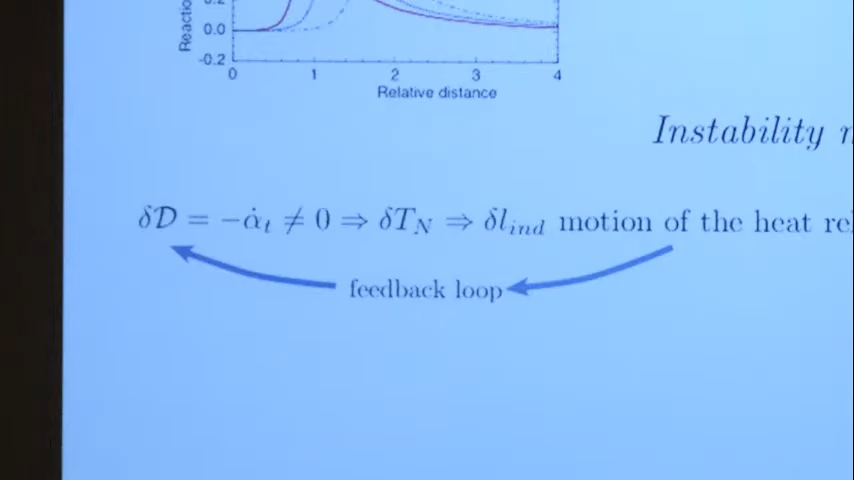 0.0
-0.2
0 1 2 3 4
Relative distance
Instability
δD = −α̇_t ≠ 0 ⇒ δT_N ⇒ δl_ind motion of the heat
feedback loop